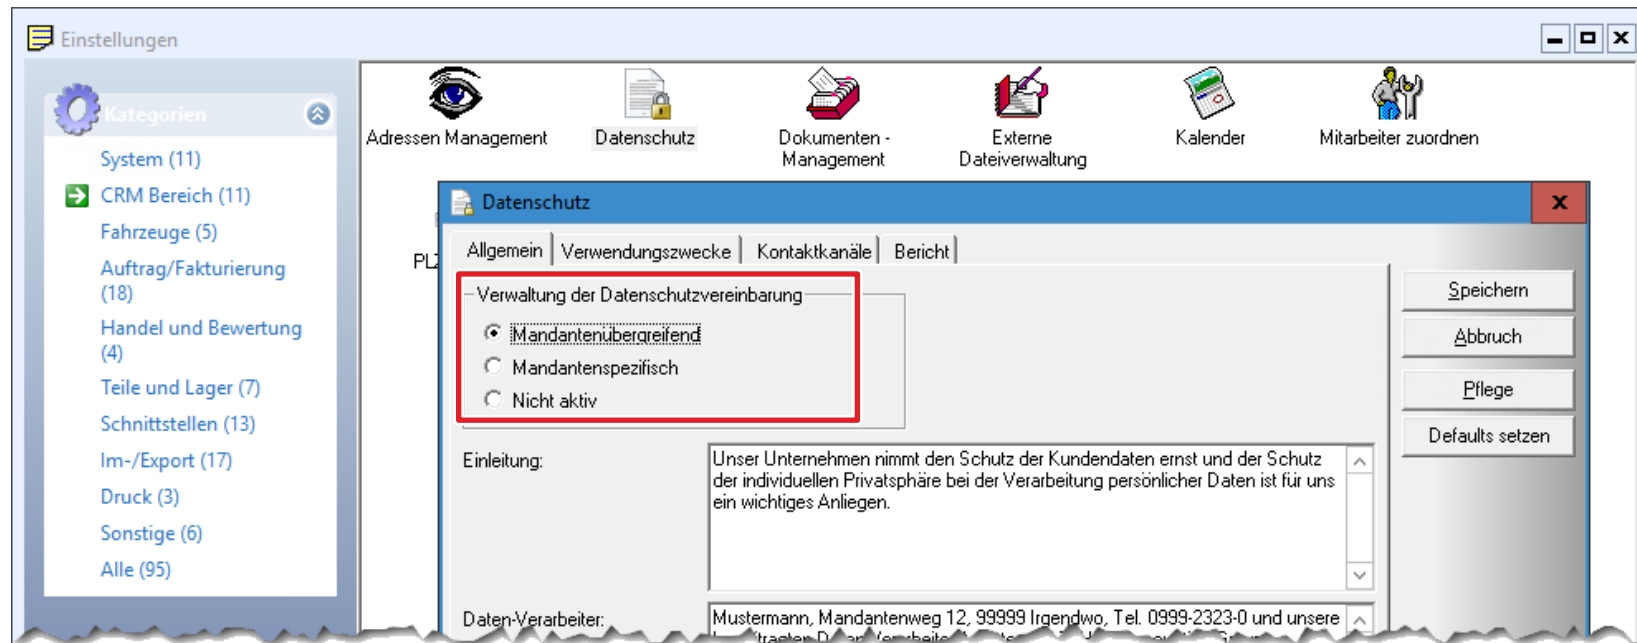 Einstellungen
Kategorien
System (11)
CRM Bereich (11)
Fahrzeuge (5)
Auftrag/Fakturierung
(18)
Handel und Bewertung
(4)
Teile und Lager (7)
Schnittstellen (13)
Im-/Export (17)
Druck (3)
Sonstige (6)
Alle (95)
Adressen Management
Datenschutz
Dokumenten -
Management
Externe
Dateiverwaltung
Kalender
Mitarbeiter zuordnen
PLZ
Datenschutz
Allgemein
Verwendungszwecke
Kontaktkanäle
Bericht
Verwaltung der Datenschutzvereinbarung
Mandantenübergreifend
Mandantenspezifisch
Nicht aktiv
Speichern
Abbruch
Pflege
Defaults setzen
Einleitung:
Unser Unternehmen nimmt den Schutz der Kundendaten ernst und der Schutz
der individuellen Privatsphäre bei der Verarbeitung persönlicher Daten ist für uns
ein wichtiges Anliegen.
Daten-Verarbeiter:
Mustermann, Mandantenweg 12, 99999 Irgendwo, Tel. 0999-2323-0 und unsere